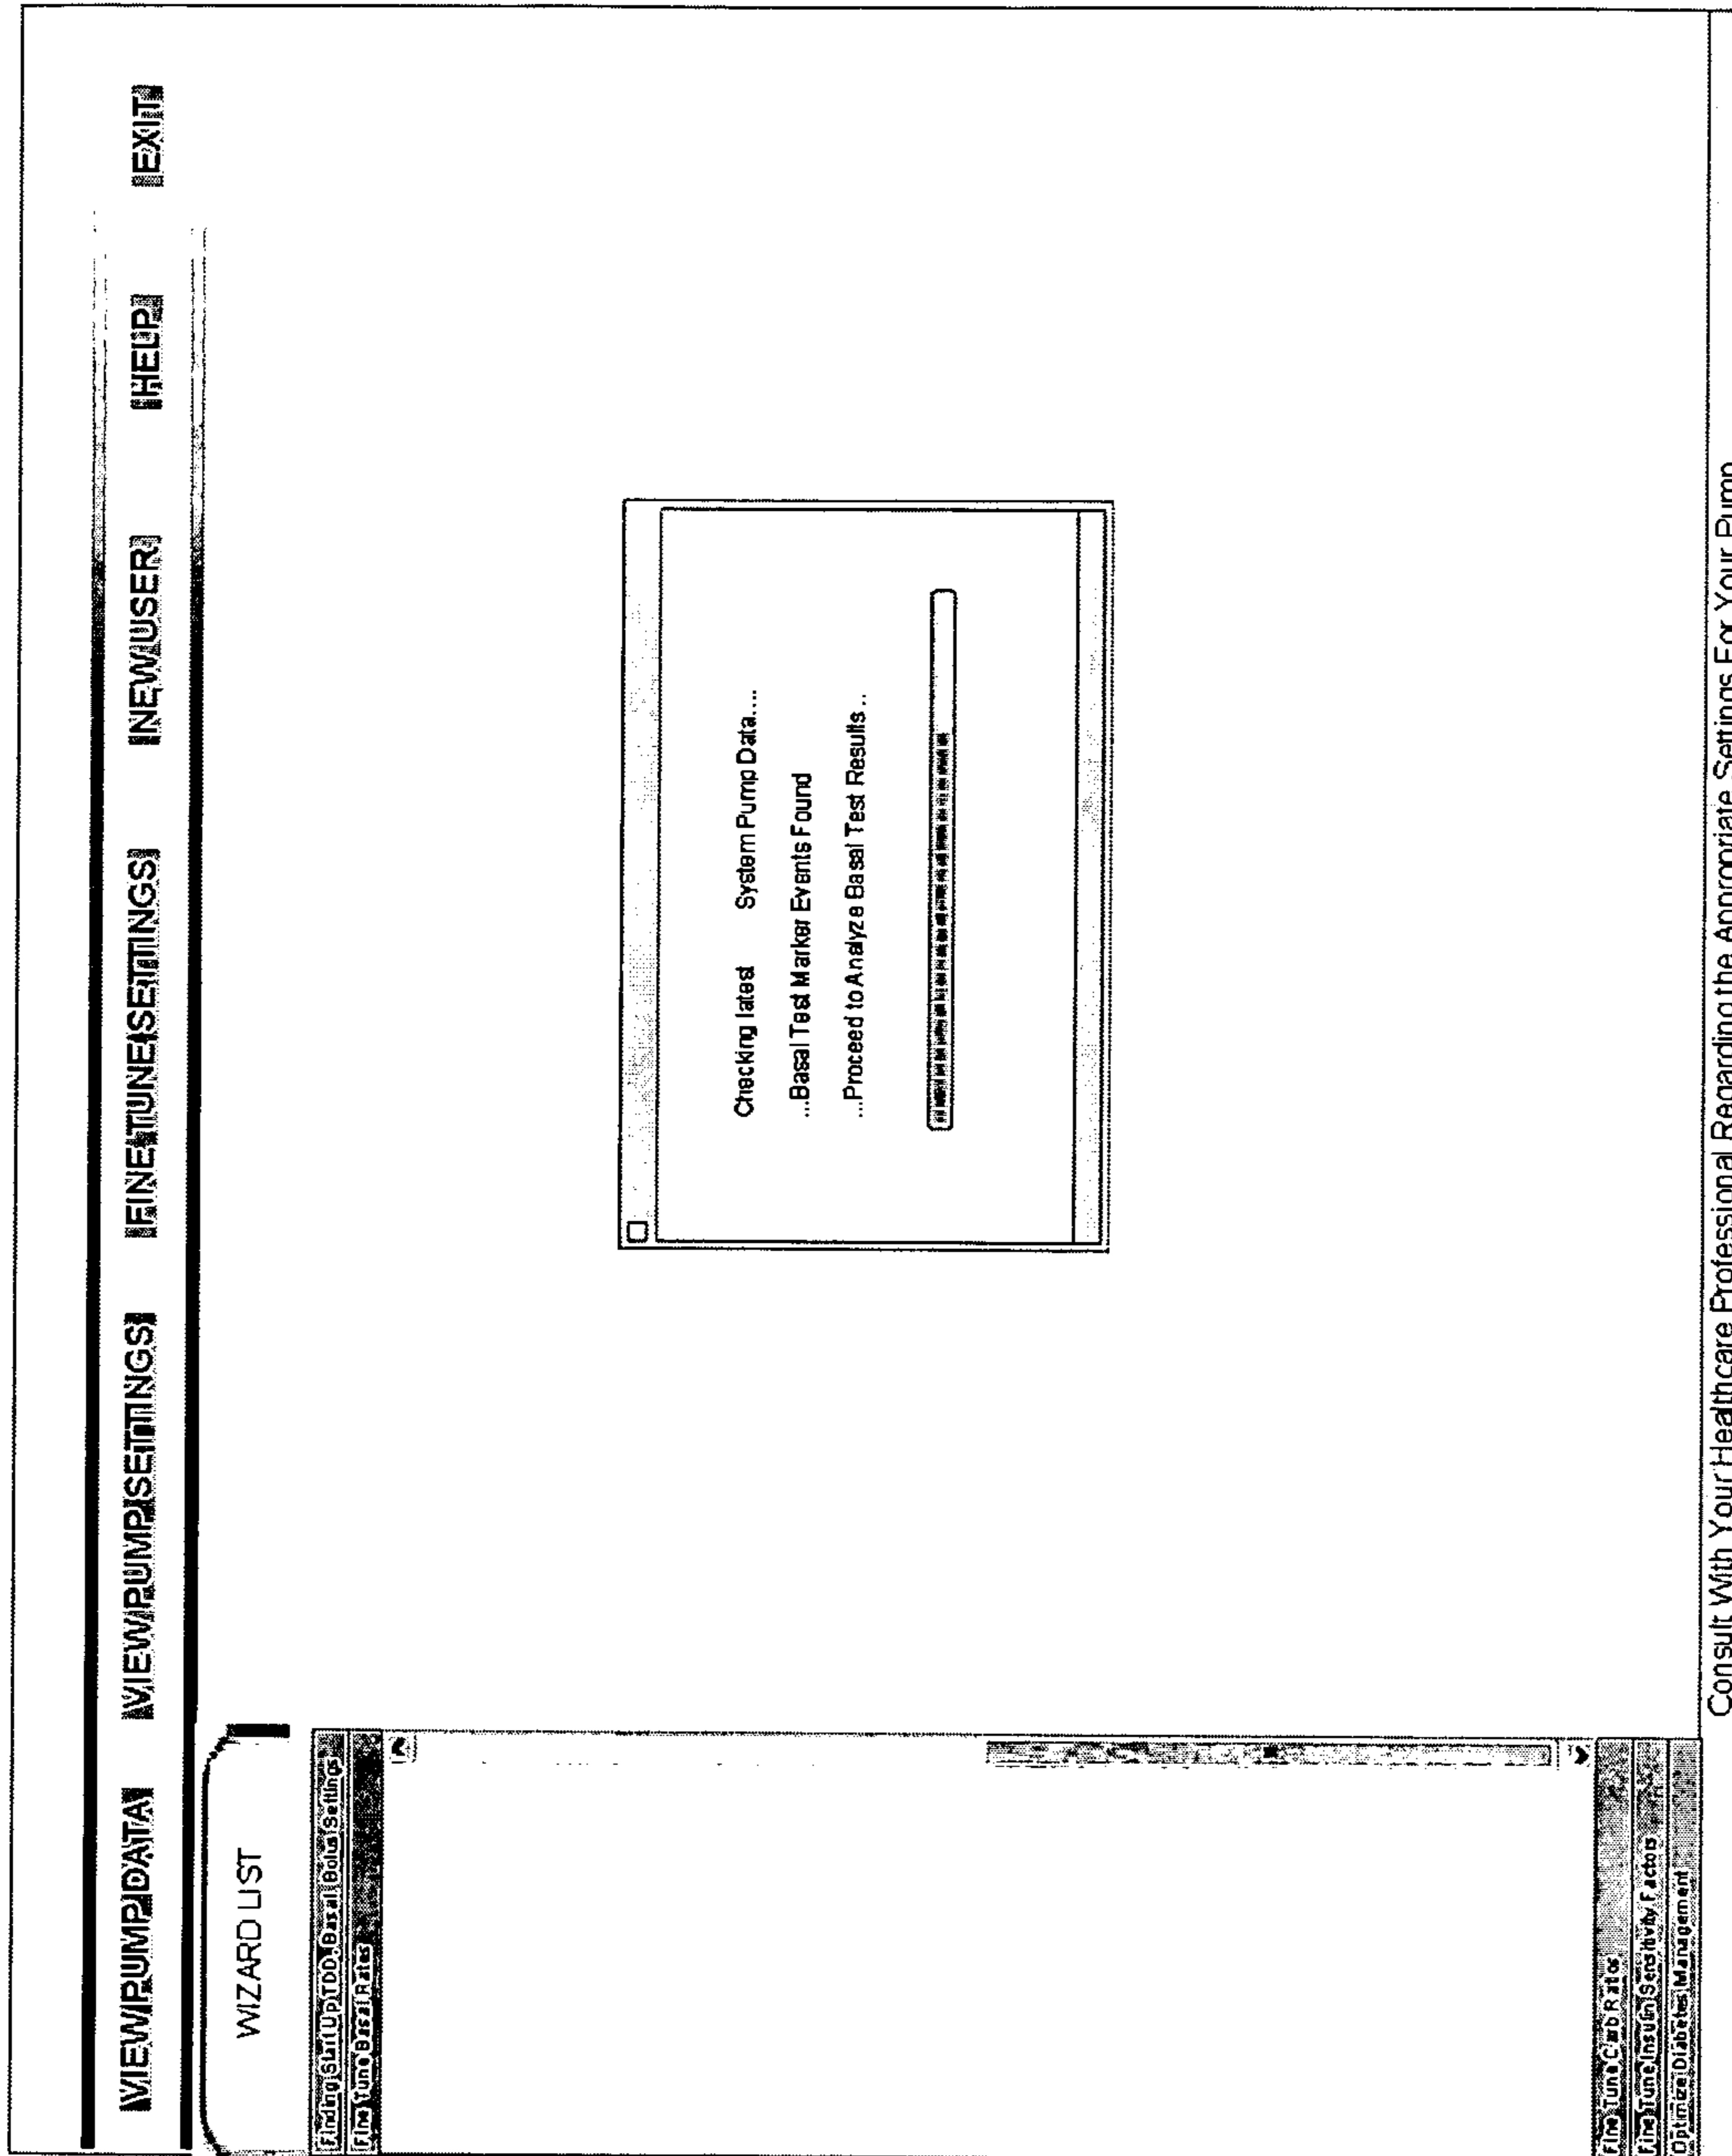 VIEW PUMP DATA VIEW PUMP SETTINGS FINE TUNE SETTINGS NEW USER HELP EXIT
WIZARD LIST
Finding Start Up TDD, Basal, Bolus Settings
Fine Tune Basal Rates
Checking latest System Pump Data....
...Basal Test Marker Events Found
...Proceed to Analyze Basal Test Results ..
Fine Tune Carb Ratios
Fine Tune Insulin Sensitivity Factors
Optimize Diabetes Management
Consult With Your Healthcare Professional Regarding the Appropriate Settings For Your Pump